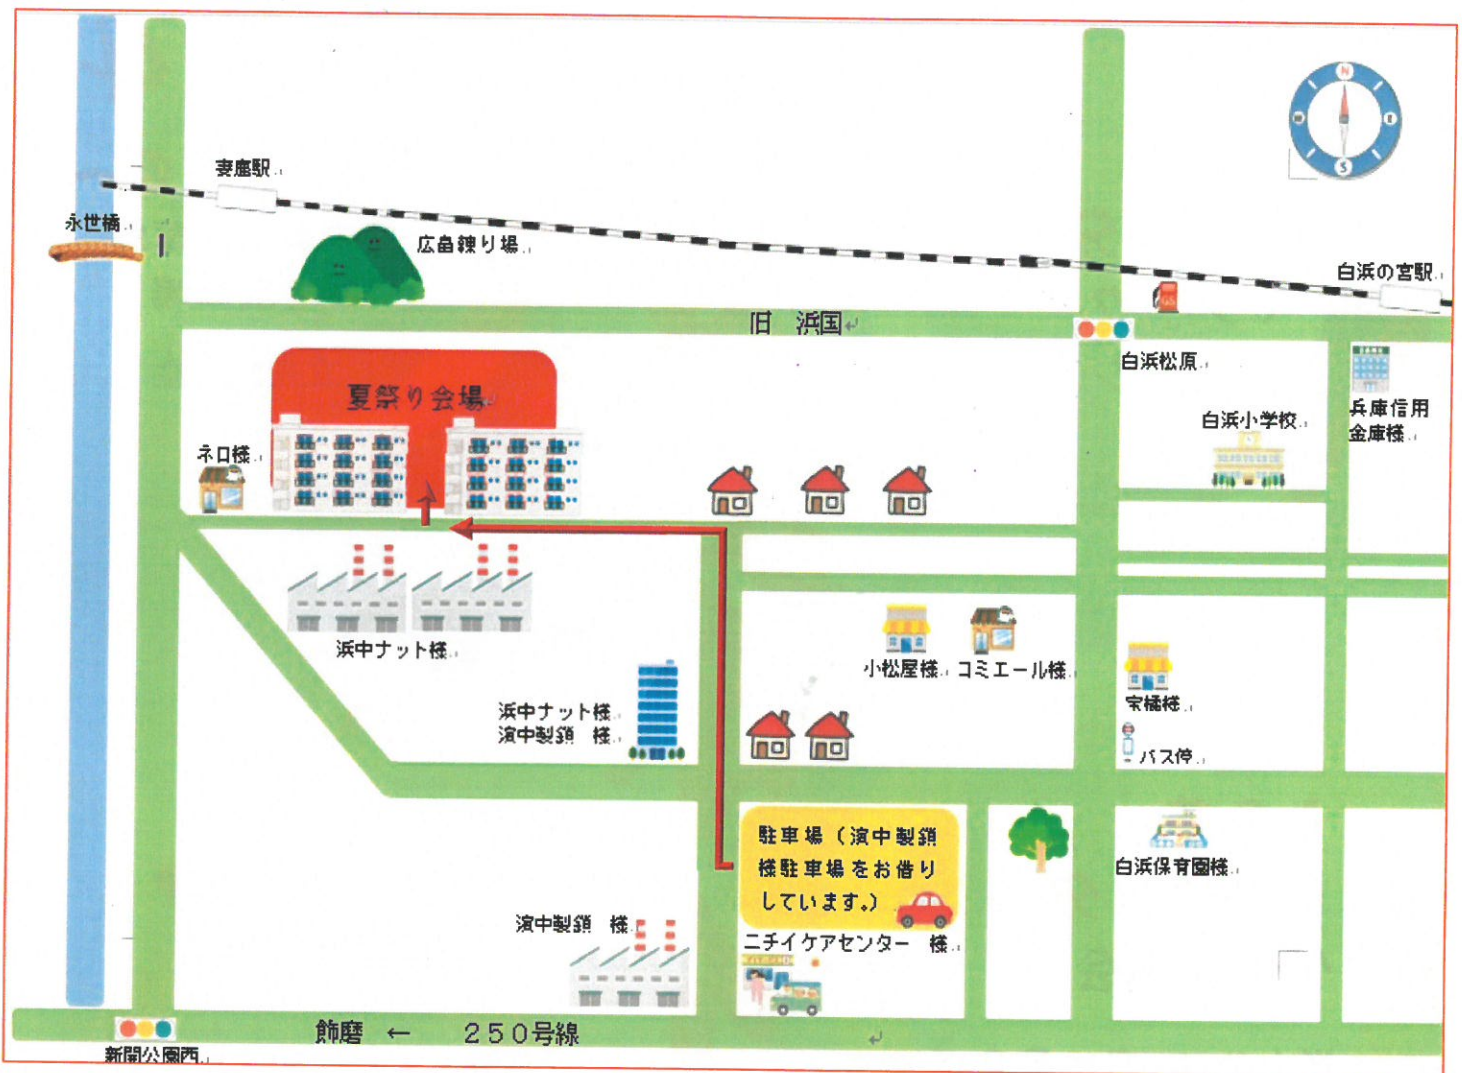 N
S
妻鹿駅
永世橋
広畠練り場
白浜の宮駅
GS
旧　浜国
白浜松原
夏祭り会場
白浜小学校
兵庫信用
金庫様
ネロ様
浜中ナット様
小松屋様
コミエール様
浜中ナット様
濱中製鎖　様
宝橘様
バス停
駐車場（濱中製鎖
様駐車場をお借り
しています。）
白浜保育園様
濱中製鎖　様
ニチイケアセンター　様
飾磨　←　２５０号線
新開公園西